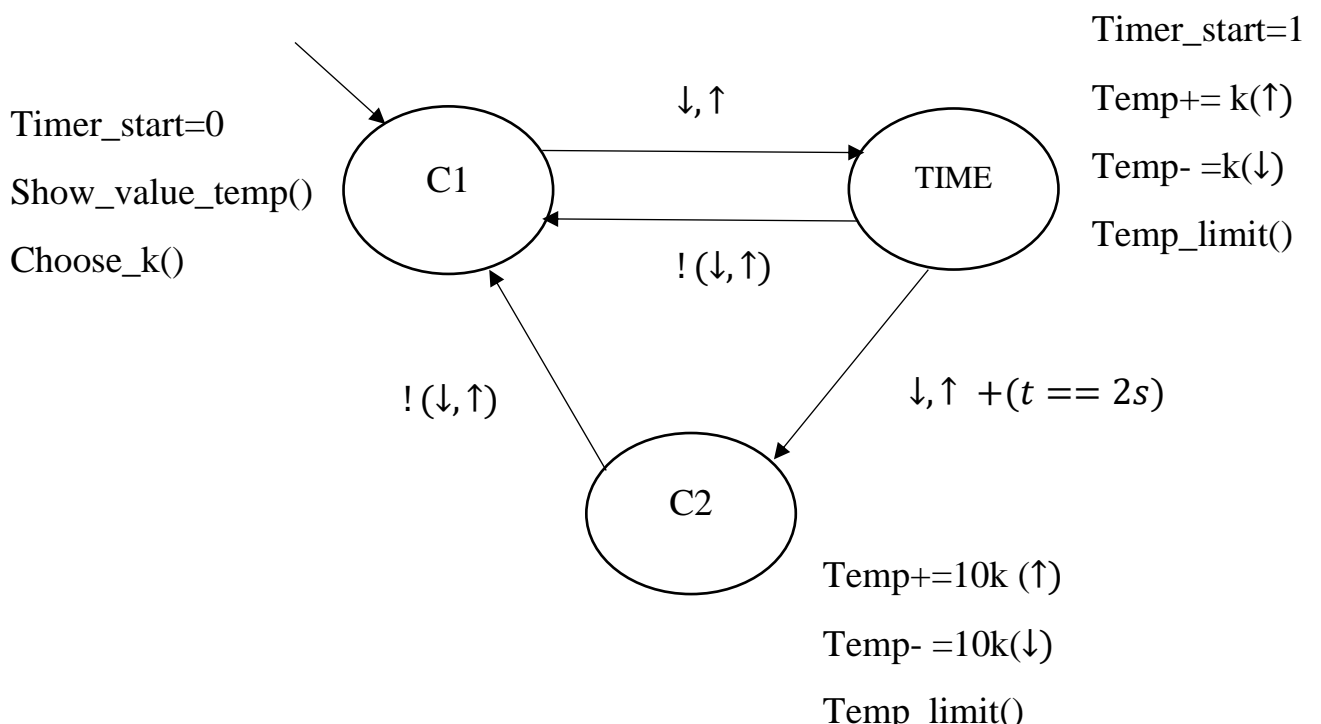 Timer_start=0
Show_value_temp()
Choose_k()
C1
↓,↑
! (↓,↑)
TIME
Timer_start=1
Temp+= k(↑)
Temp- =k(↓)
Temp_limit()
! (↓,↑)
↓,↑ +(t == 2s)
C2
Temp+=10k (↑)
Temp- =10k(↓)
Temp_limit()